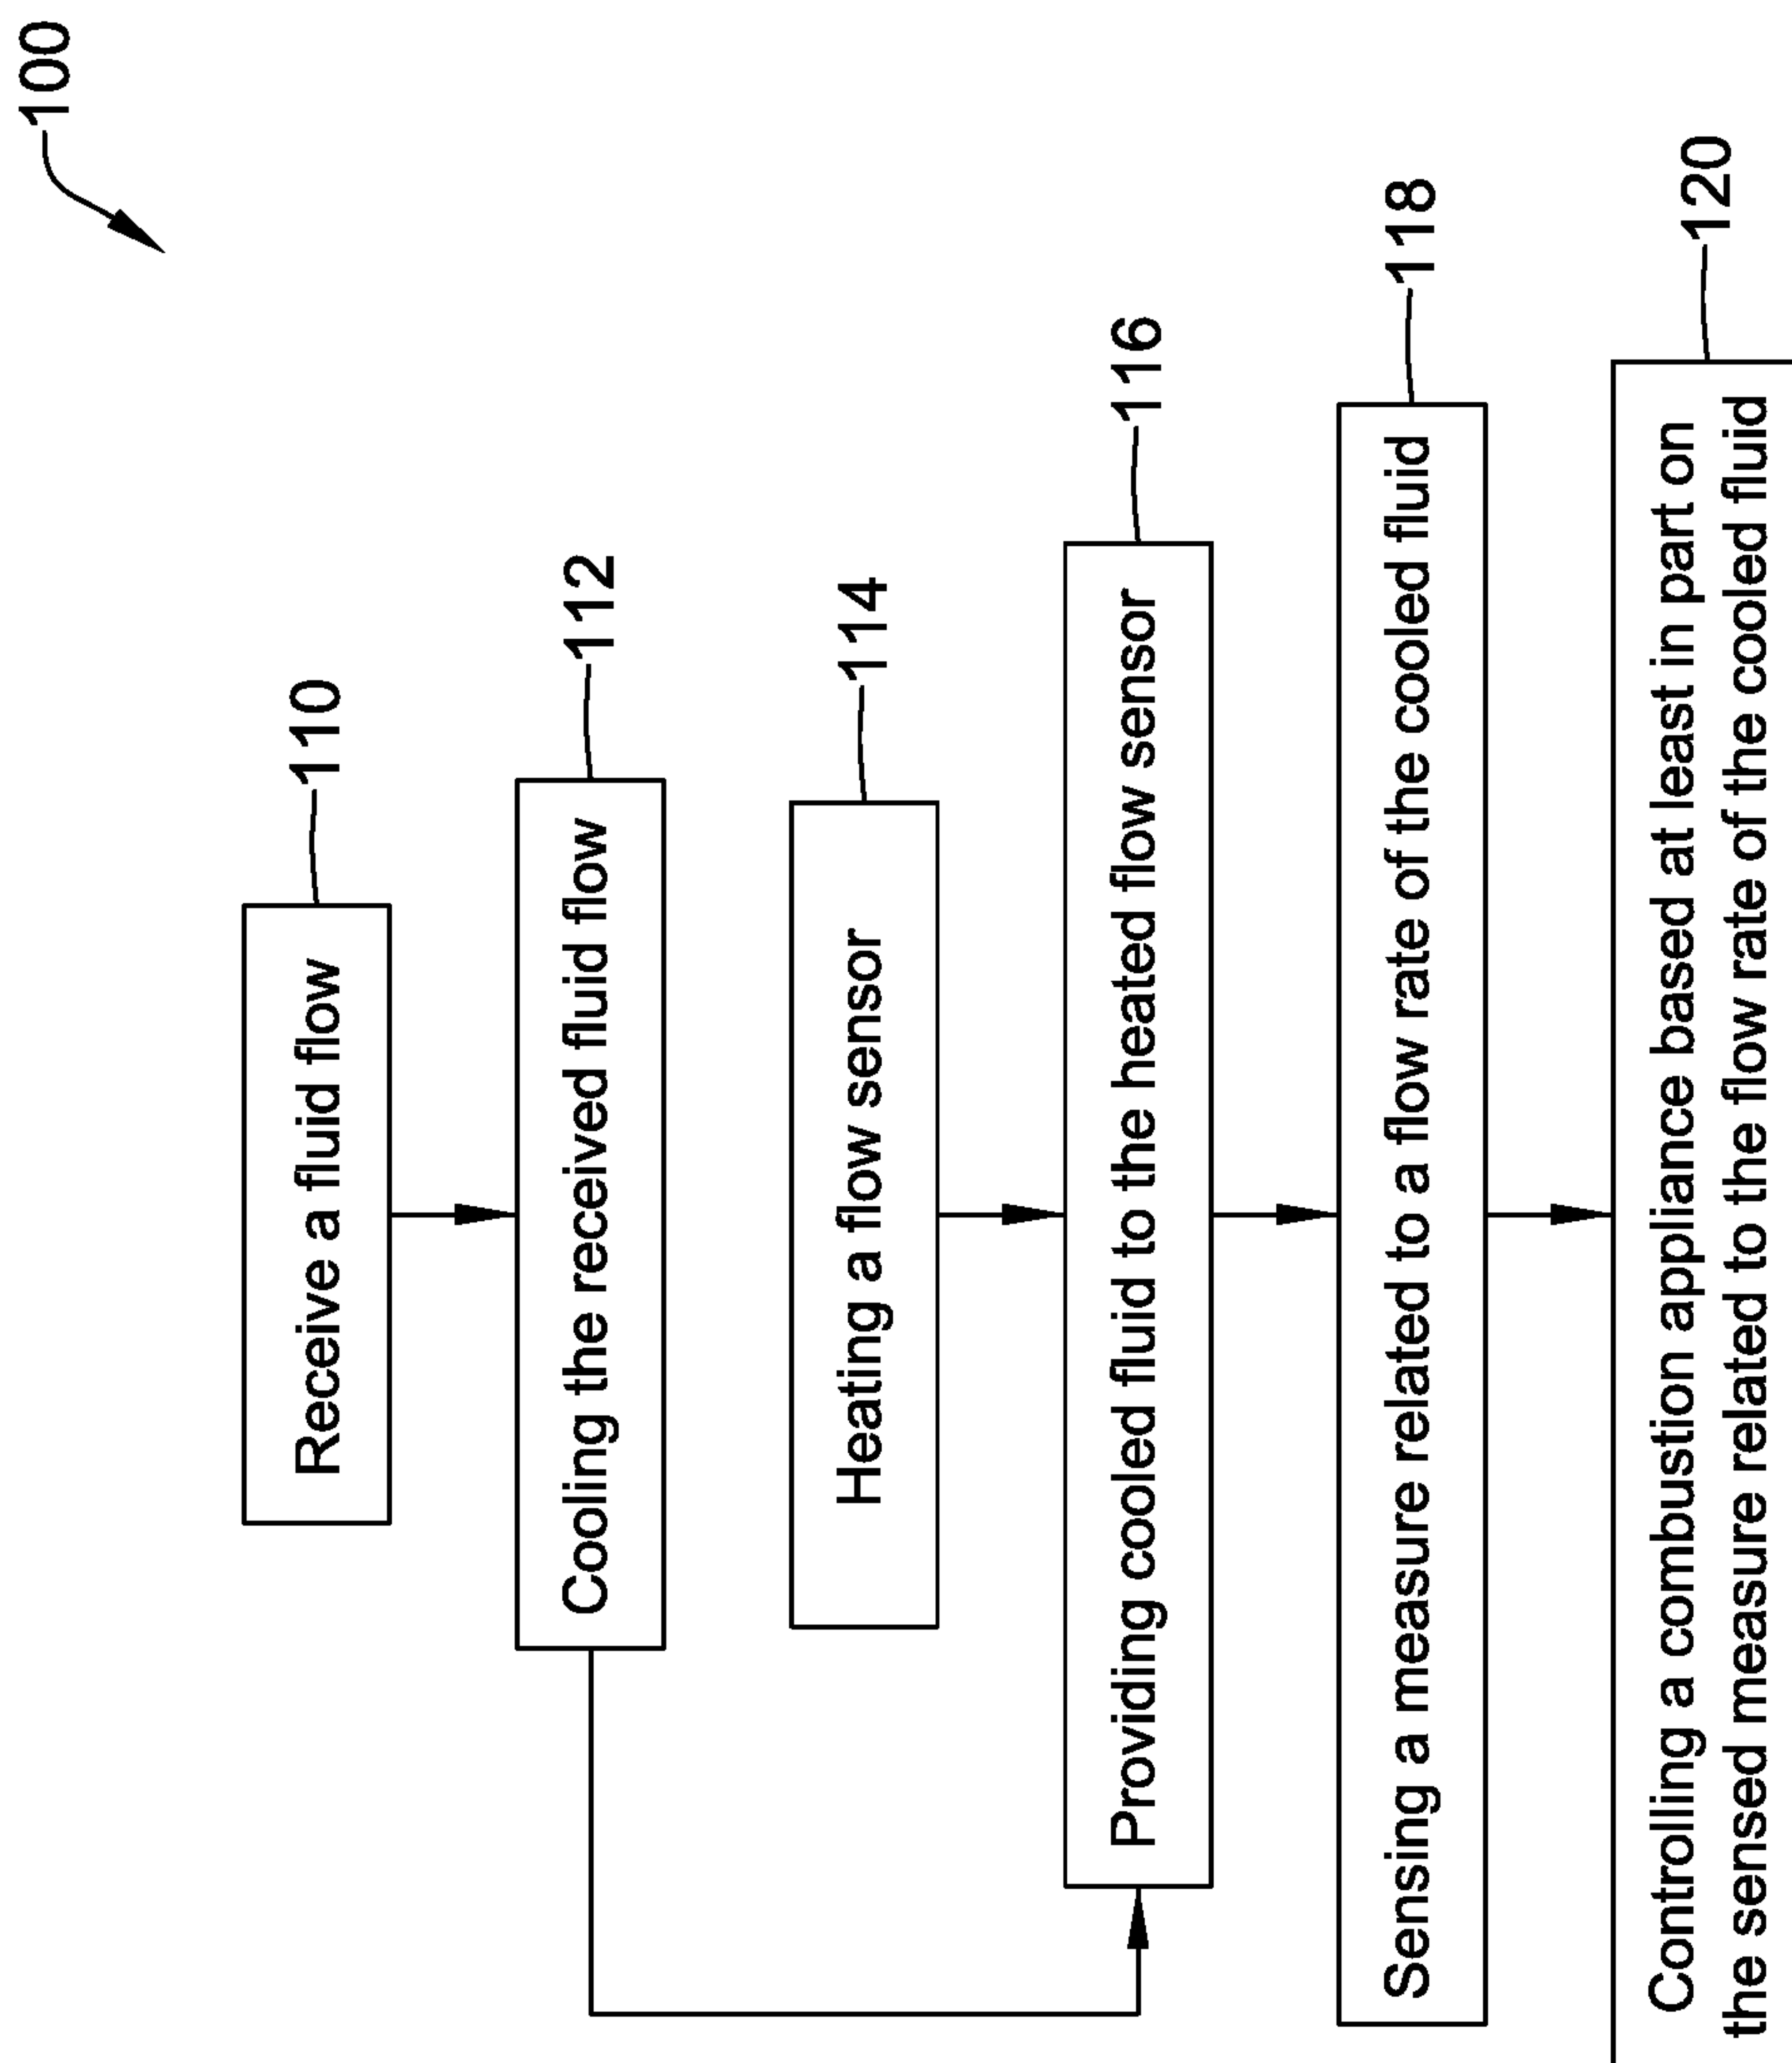 100
Receive a fluid flow
110
Cooling the received fluid flow
112
Heating a flow sensor
114
Providing cooled fluid to the heated flow sensor
116
Sensing a measure related to a flow rate of the cooled fluid
118
Controlling a combustion appliance based at least in part on
the sensed measure related to the flow rate of the cooled fluid
120